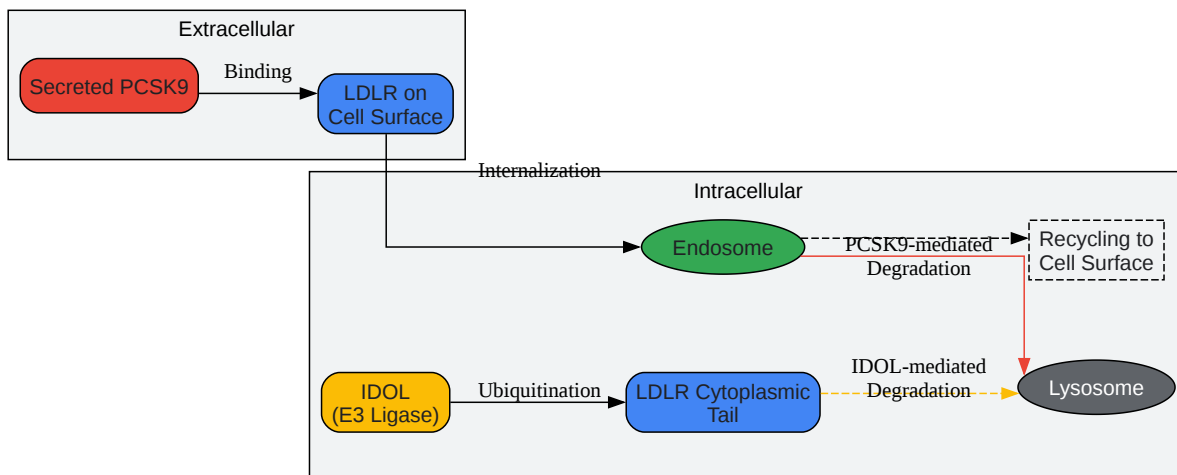 Extracellular
Secreted PCSK9
Binding
LDLR on
Cell Surface
Internalization
Intracellular
Endosome
PCSK9-mediated
Degradation
Recycling to
Cell Surface
IDOL
(E3 Ligase)
Ubiquitination
LDLR Cytoplasmic
Tail
IDOL-mediated
Degradation
Lysosome